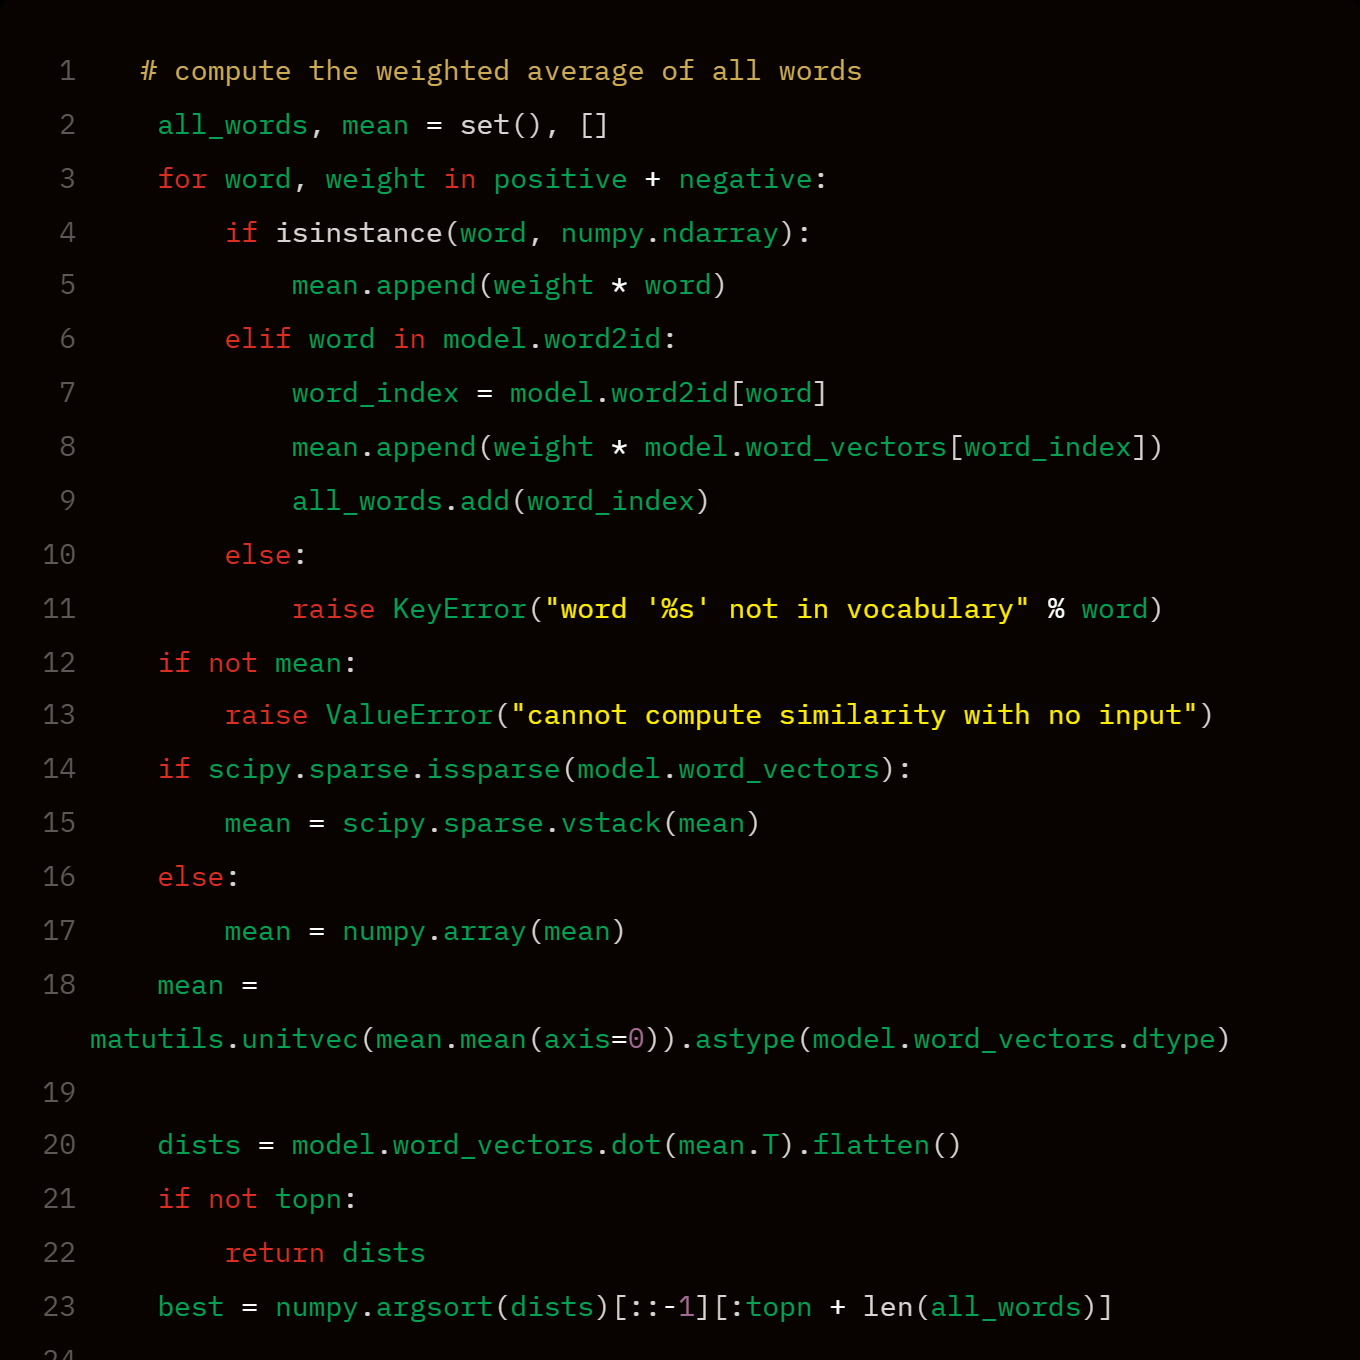 1 # compute the weighted average of all words
2 all_words, mean = set(), []
3 for word, weight in positive + negative:
4 if isinstance(word, numpy.ndarray):
5 mean.append(weight * word)
6 elif word in model.word2id:
7 word_index = model.word2id[word]
8 mean.append(weight * model.word_vectors[word_index])
9 all_words.add(word_index)
10 else:
11 raise KeyError("word '%s' not in vocabulary" % word)
12 if not mean:
13 raise ValueError("cannot compute similarity with no input")
14 if scipy.sparse.issparse(model.word_vectors):
15 mean = scipy.sparse.vstack(mean)
16 else:
17 mean = numpy.array(mean)
18 mean =
matutils.unitvec(mean.mean(axis=0)).astype(model.word_vectors.dtype)
19
20 dists = model.word_vectors.dot(mean.T).flatten()
21 if not topn:
22 return dists
23 best = numpy.argsort(dists)[::-1][:topn + len(all_words)]
24